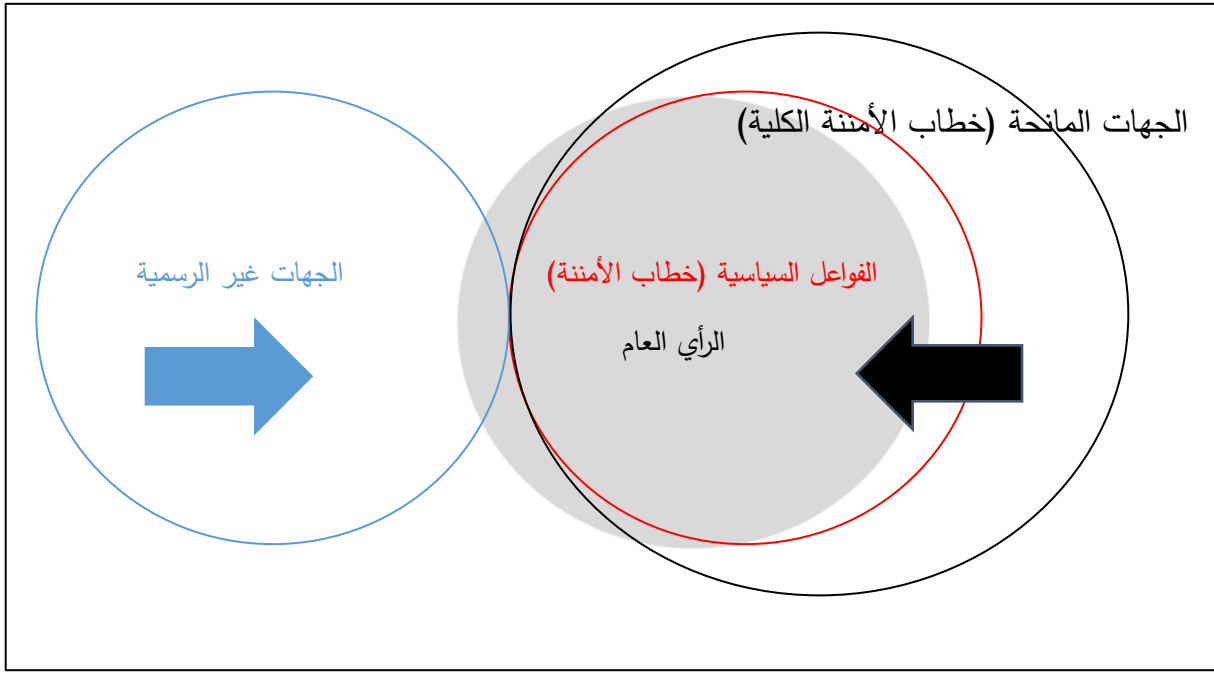 الجهات المانحة (خطاب الأمننة الكلية)
الفواعل السياسية (خطاب الأمننة)
الجهات غير الرسمية
الرأي العام